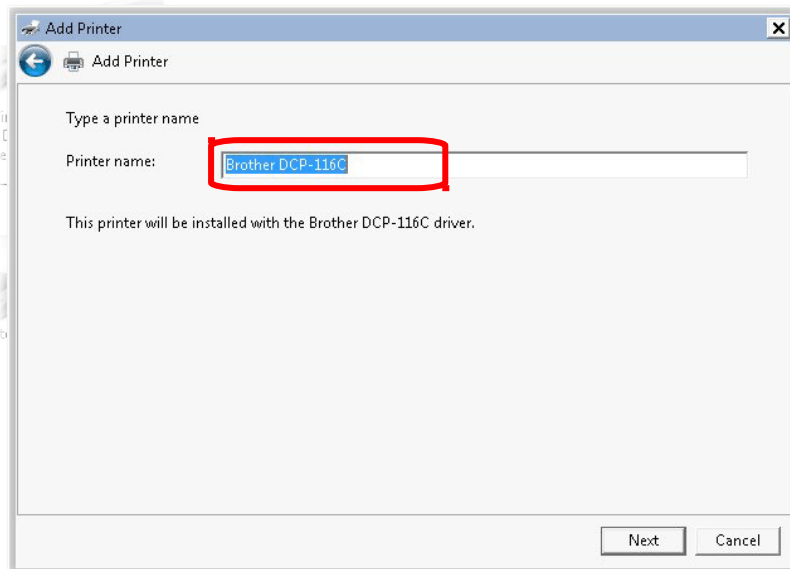 Add Printer
Add Printer
Type a printer name
Printer name: Brother DCP-116C
This printer will be installed with the Brother DCP-116C driver.
Next Cancel